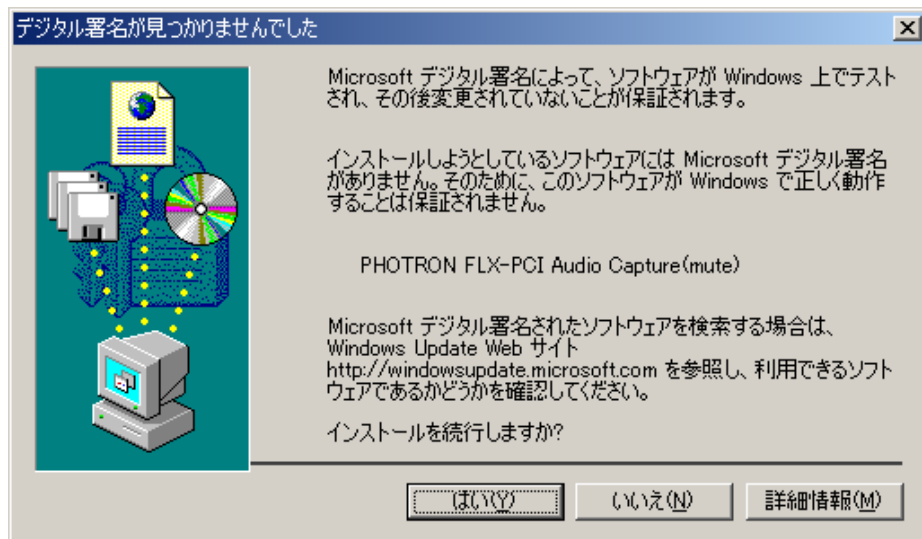 デジタル署名が見つかりませんでした
Microsoft デジタル署名によって、ソフトウェアが Windows 上でテスト
され、その後変更されていないことが保証されます。
インストールしようとしているソフトウェアには Microsoft デジタル署名
がありません。そのために、このソフトウェアが Windows で正しく動作
することは保証されません。
PHOTRON FLX-PCI Audio Capture(mute)
Microsoft デジタル署名されたソフトウェアを検索する場合は、
Windows Update Web サイト
http://windowsupdate.microsoft.com を参照し、利用できるソフト
ウェアであるかどうかを確認してください。
インストールを続行しますか?
はい(Y) いいえ(N) 詳細情報(M)